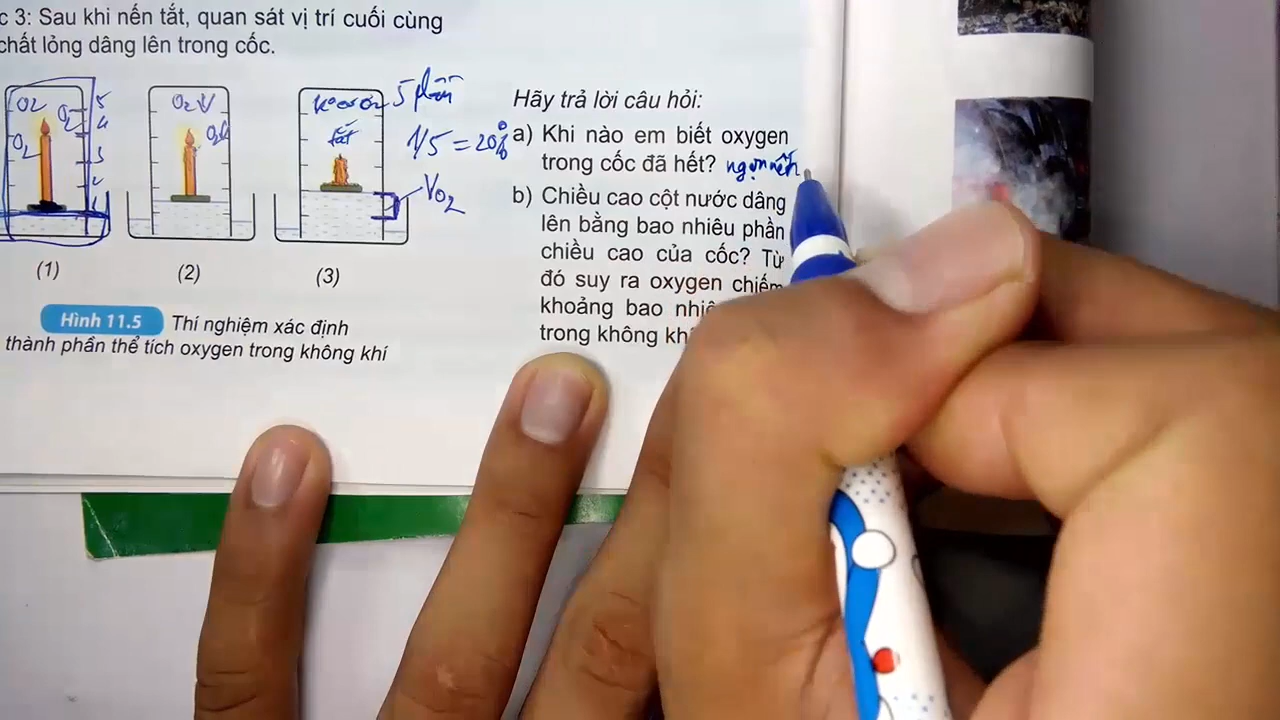 c 3: Sau khi nến tắt, quan sát vị trí cuối cùng
chất lỏng dâng lên trong cốc.
O2
O2
O2
5
4
3
2
1
O2
O2
tắt
5 phần
1/5 = 20%
VO2
(1)
(2)
(3)
Hình 11.5 Thí nghiệm xác định
thành phần thể tích oxygen trong không khí
Hãy trả lời câu hỏi:
a) Khi nào em biết oxygen
trong cốc đã hết? ngọn nến
b) Chiều cao cột nước dâng
lên bằng bao nhiêu phần
chiều cao của cốc? Từ
đó suy ra oxygen chiếm
khoảng bao nhi
trong không kh